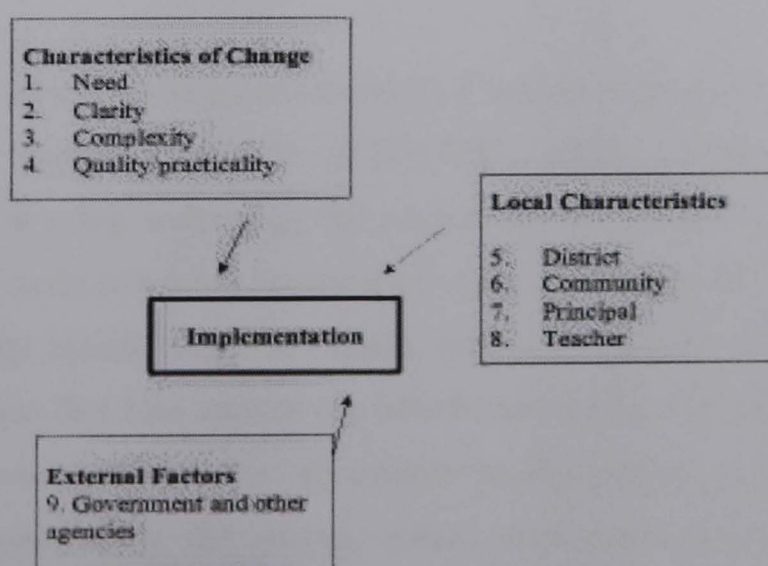 Characteristics of Change
1. Need
2. Clarity
3. Complexity
4. Quality practicality
Local Characteristics
5. District
6. Community
7. Principal
8. Teacher
Implementation
External Factors
9. Government and other
agencies